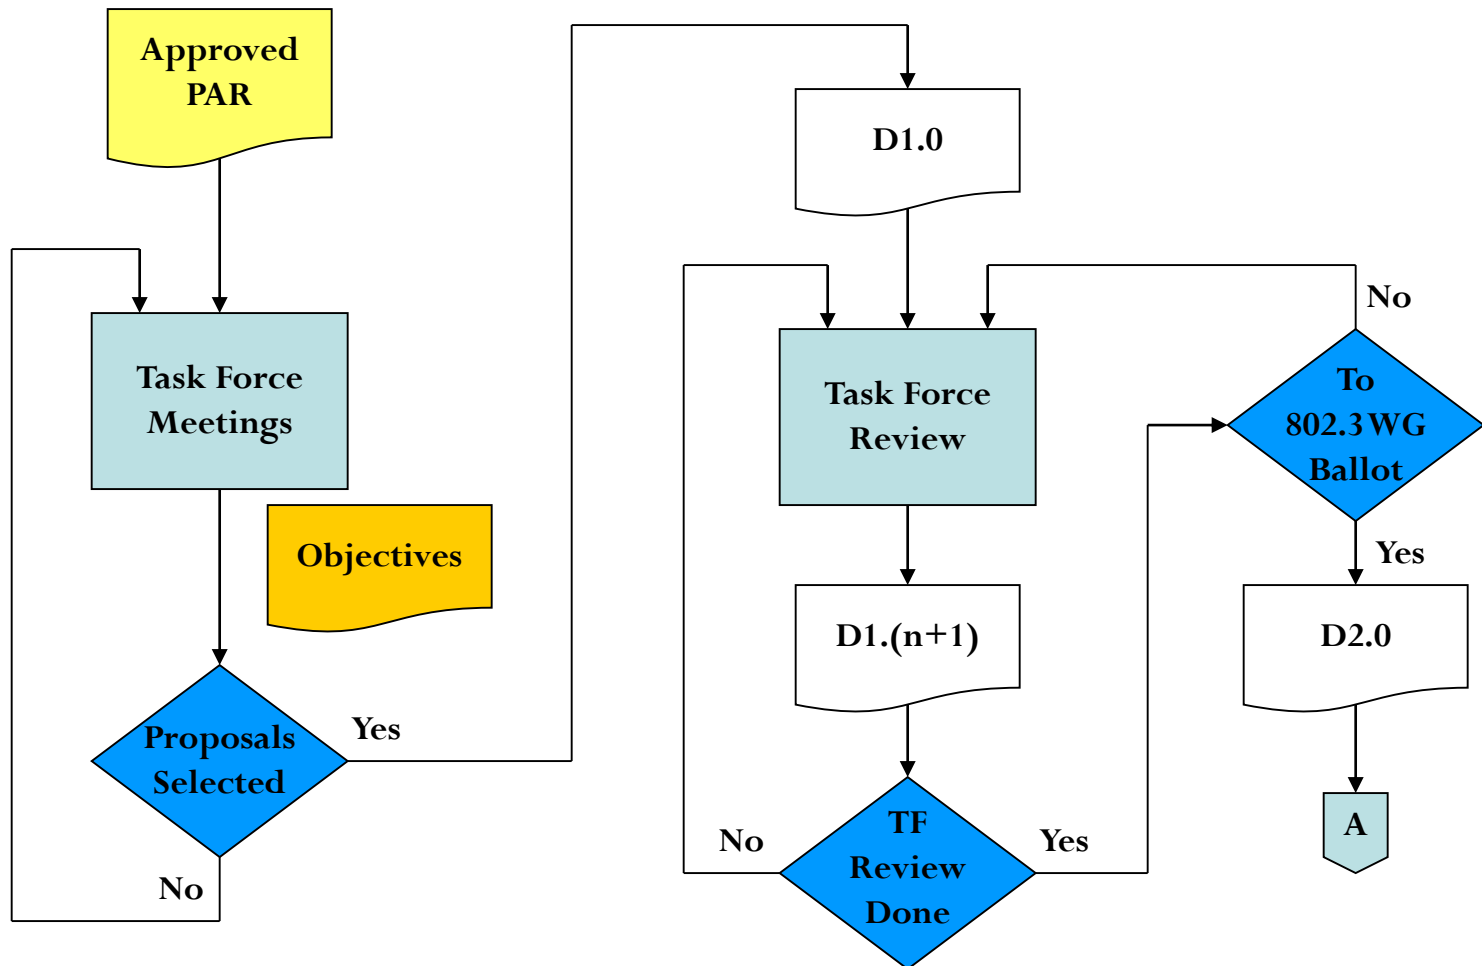 Approved
PAR
Task Force
Meetings
Objectives
Proposals
Selected
Yes
No
D1.0
Task Force
Review
D1.(n+1)
TF
Review
Done
No
Yes
To
802.3 WG
Ballot
No
Yes
D2.0
A